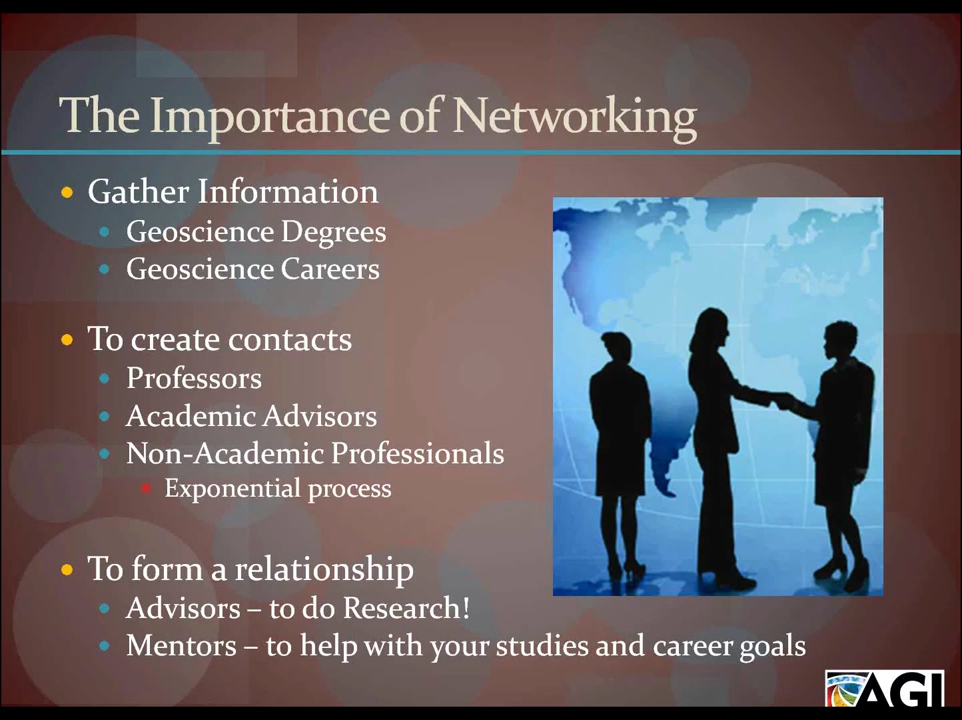 The Importance of Networking
Gather Information
Geoscience Degrees
Geoscience Careers
To create contacts
Professors
Academic Advisors
Non-Academic Professionals
Exponential process
To form a relationship
Advisors – to do Research!
Mentors – to help with your studies and career goals
AGI